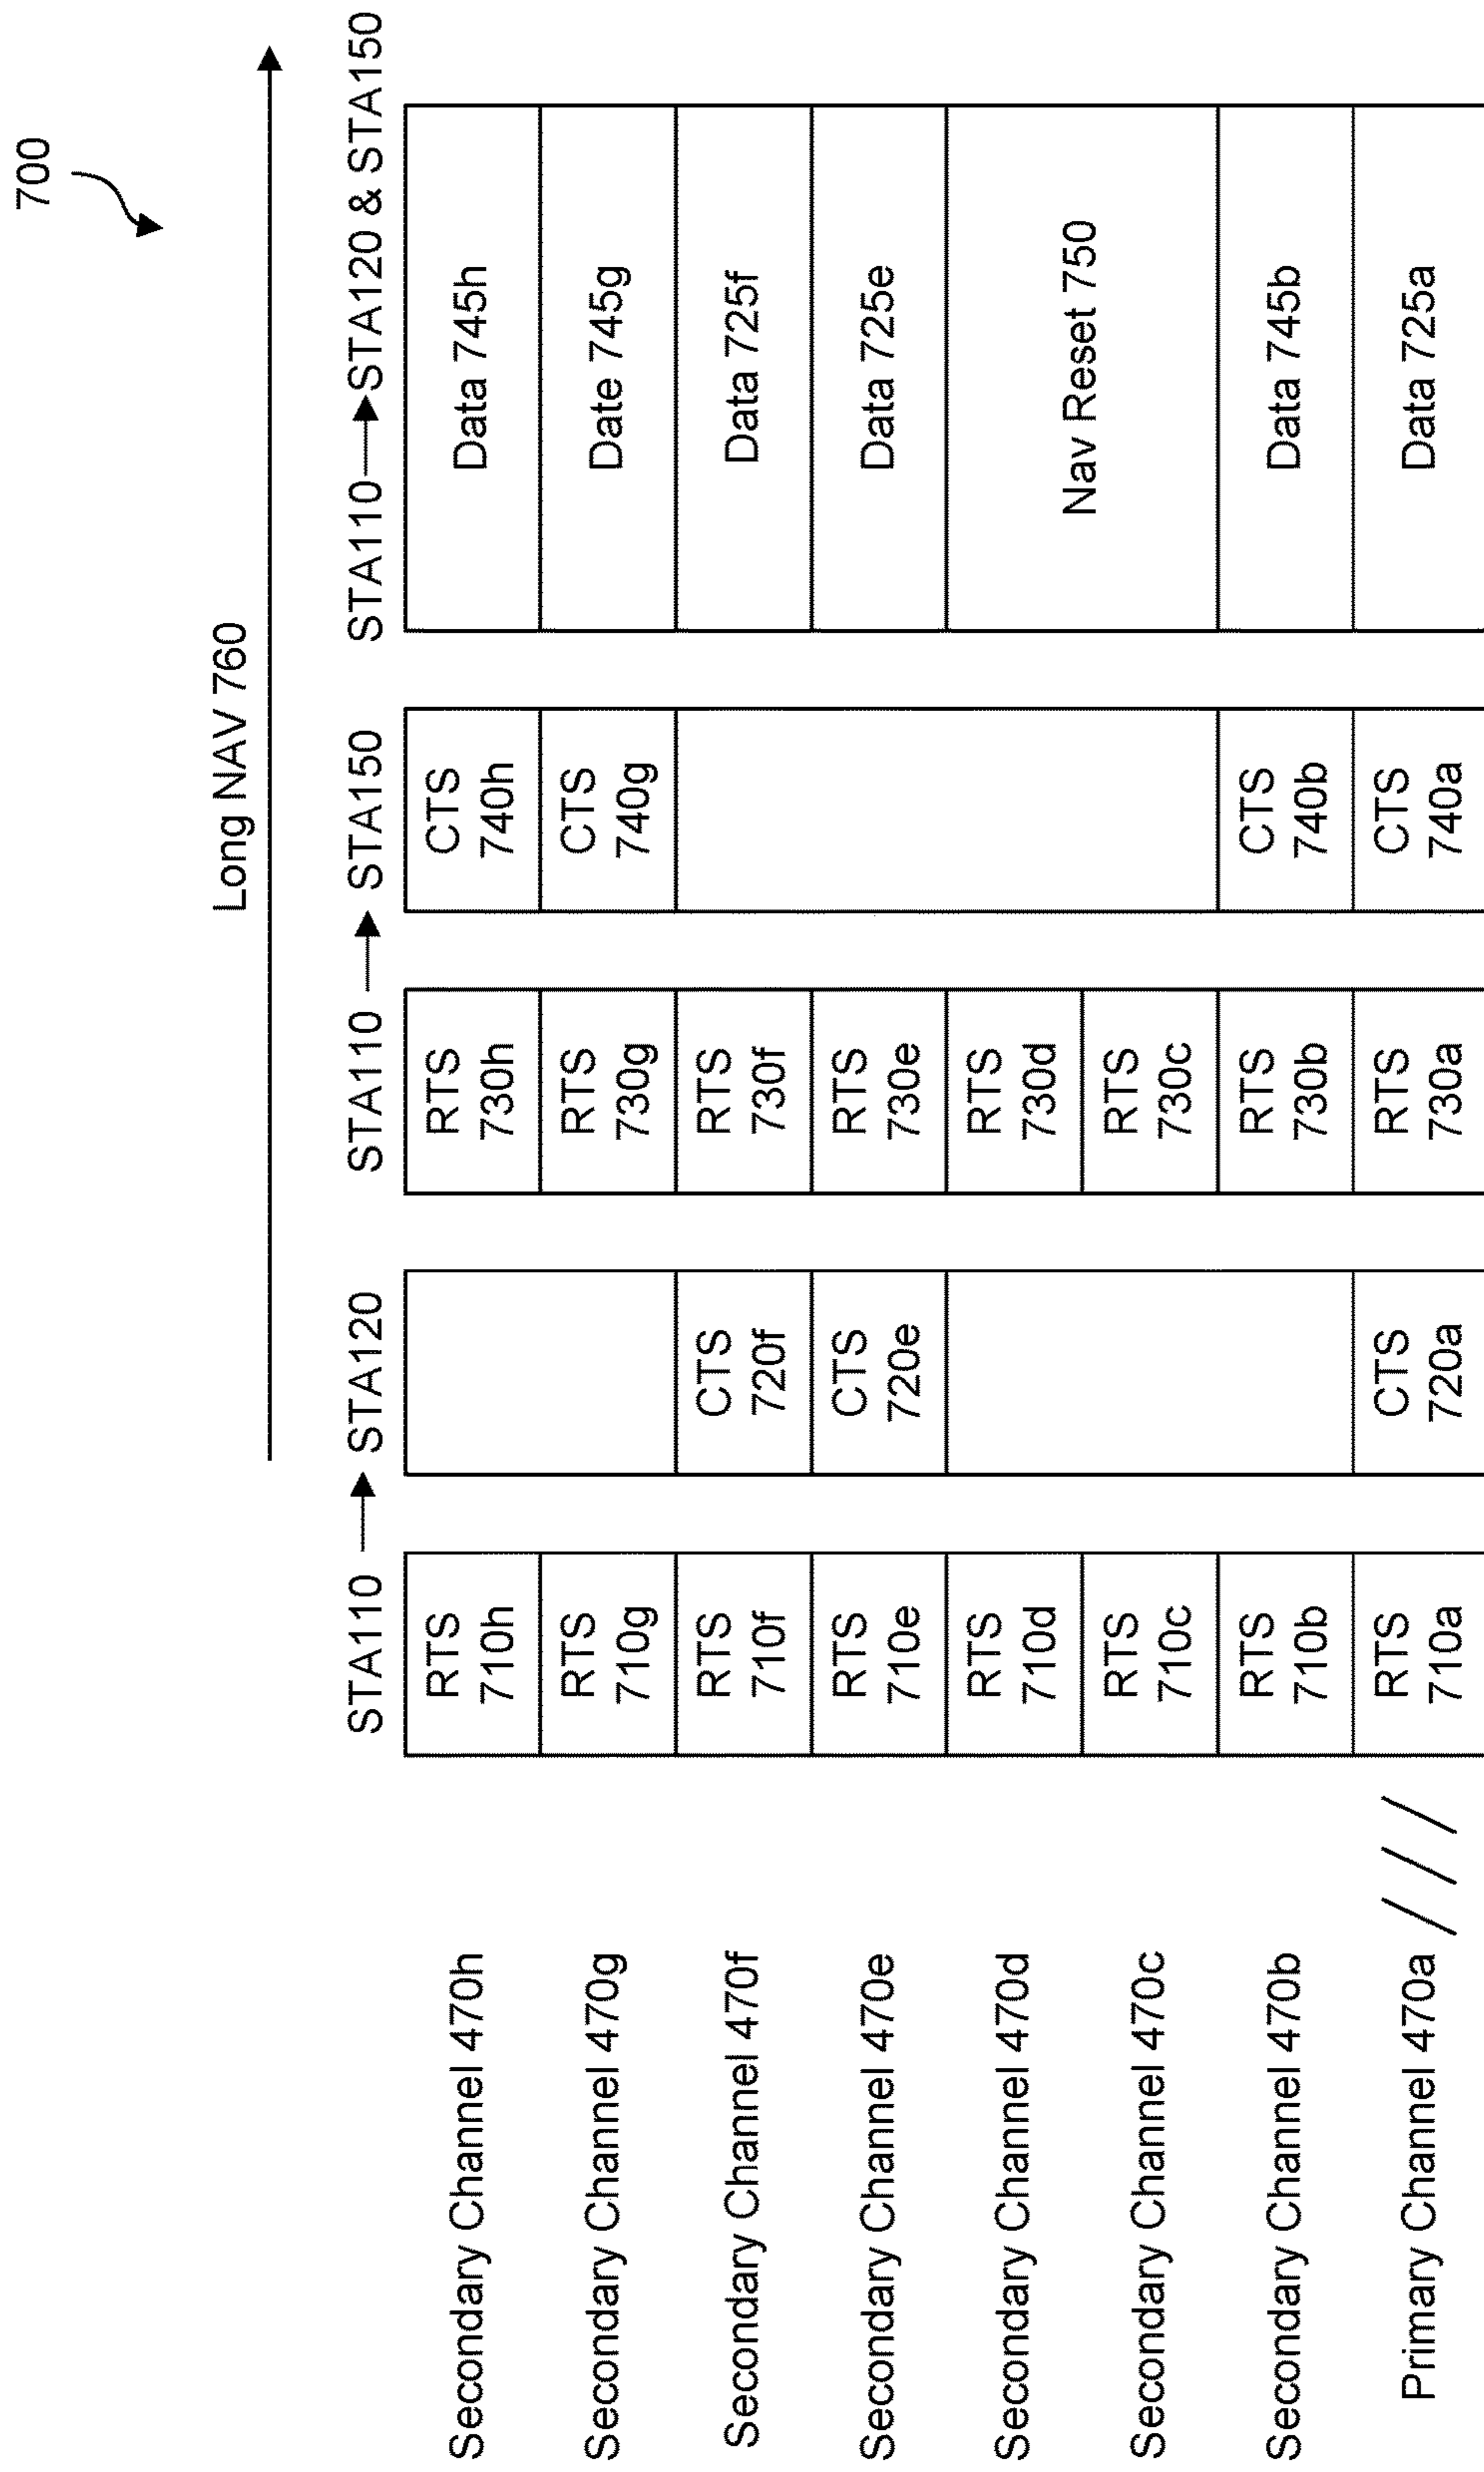 700
Long NAV 760
STA110 → STA120 STA110 → STA150 STA110 → STA120 & STA150
Secondary Channel 470h
RTS
710h
RTS
730h
CTS
740h
Data 745h
Secondary Channel 470g
RTS
710g
RTS
730g
CTS
740g
Date 745g
Secondary Channel 470f
RTS
710f
CTS
720f
RTS
730f
Data 725f
Secondary Channel 470e
RTS
710e
CTS
720e
RTS
730e
Data 725e
Secondary Channel 470d
RTS
710d
RTS
730d
Nav Reset 750
Secondary Channel 470c
RTS
710c
RTS
730c
Secondary Channel 470b
RTS
710b
RTS
730b
CTS
740b
Data 745b
Primary Channel 470a
RTS
710a
CTS
720a
RTS
730a
CTS
740a
Data 725a